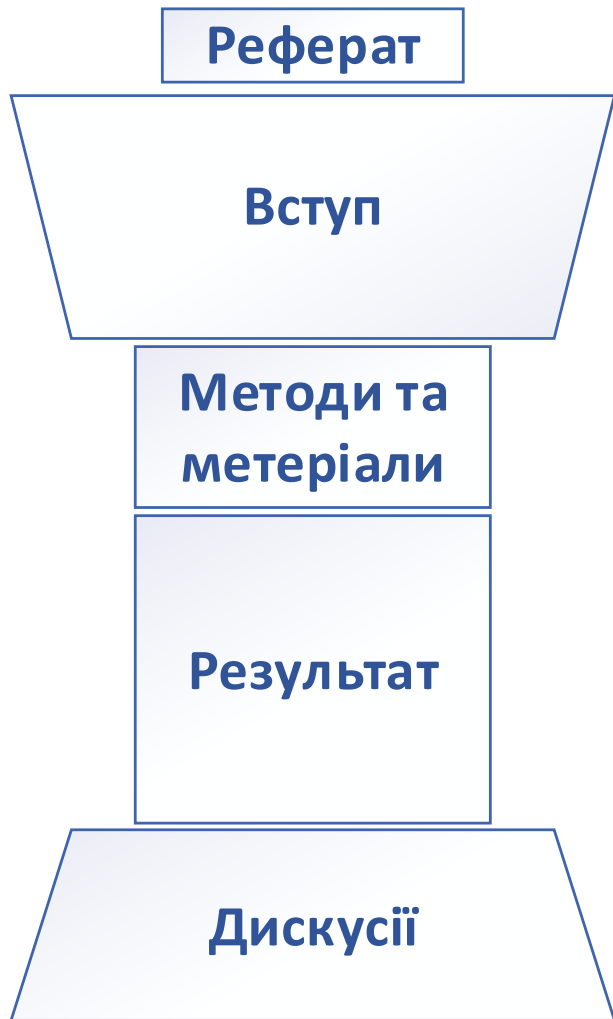 Реферат
Вступ
Методи та
метеріали
Результат
Дискусії